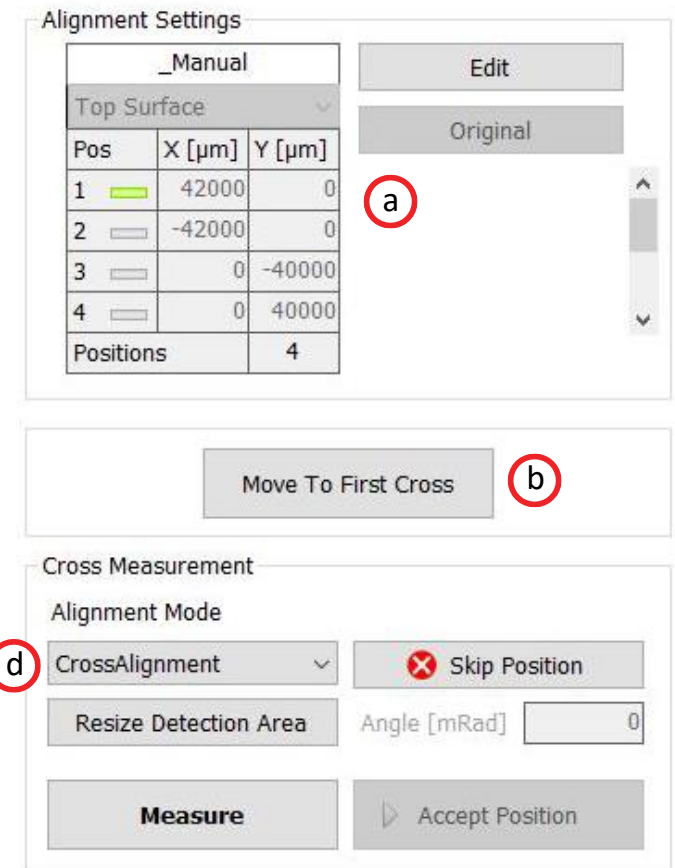 Alignment Settings
_Manual
Edit
Top Surface
Original
Pos X [µm] Y [µm]
a
1 42000 0
2 -42000 0
3 0 -40000
4 0 40000
Positions 4
Move To First Cross
b
Cross Measurement
Alignment Mode
d
CrossAlignment
Skip Position
Resize Detection Area
Angle [mRad] 0
Measure
Accept Position